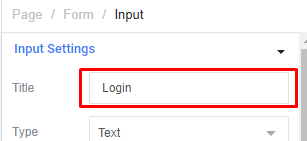 Page / Form / Input
Input Settings
Title Login
Type Text